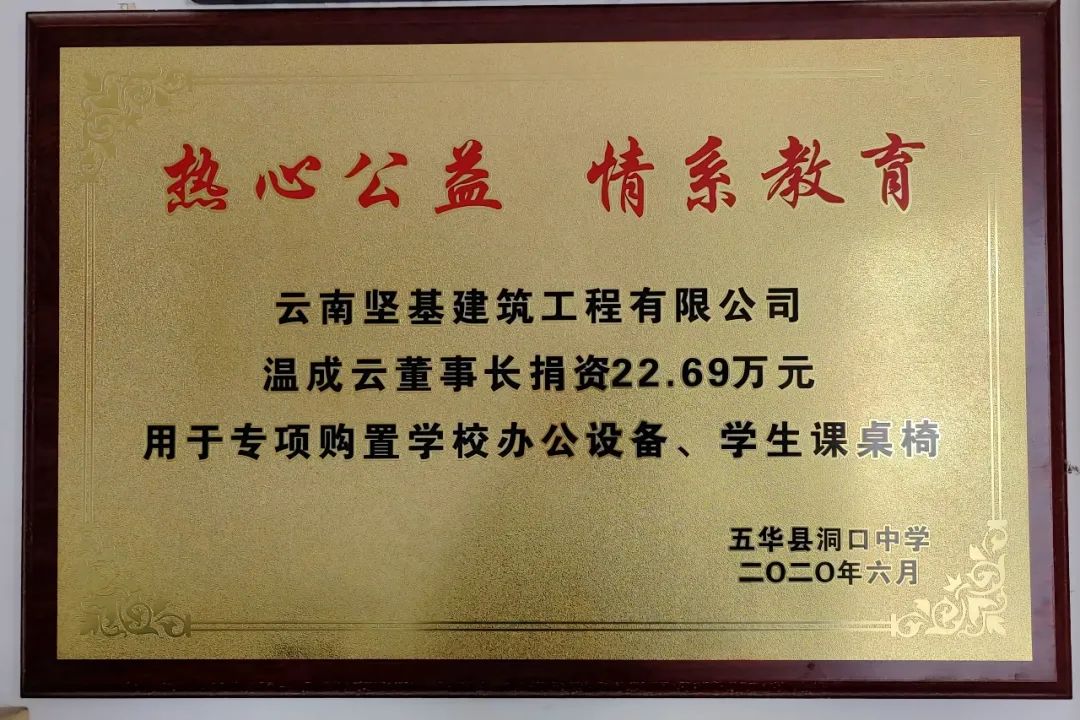 热心公益 情系教育
云南坚基建筑工程有限公司
温成云董事长捐资22.69万元
用于专项购置学校办公设备、学生课桌椅
五华县洞口中学
二〇二〇年六月